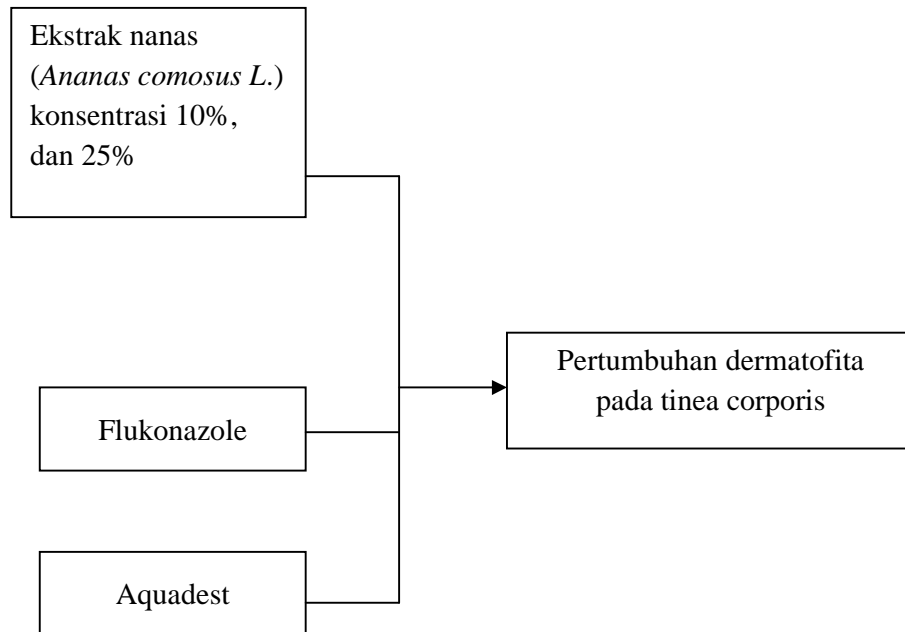 Ekstrak nanas
(Ananas comosus L.)
konsentrasi 10%,
dan 25%
Pertumbuhan dermatofita
pada tinea corporis
Flukonazole
Aquadest